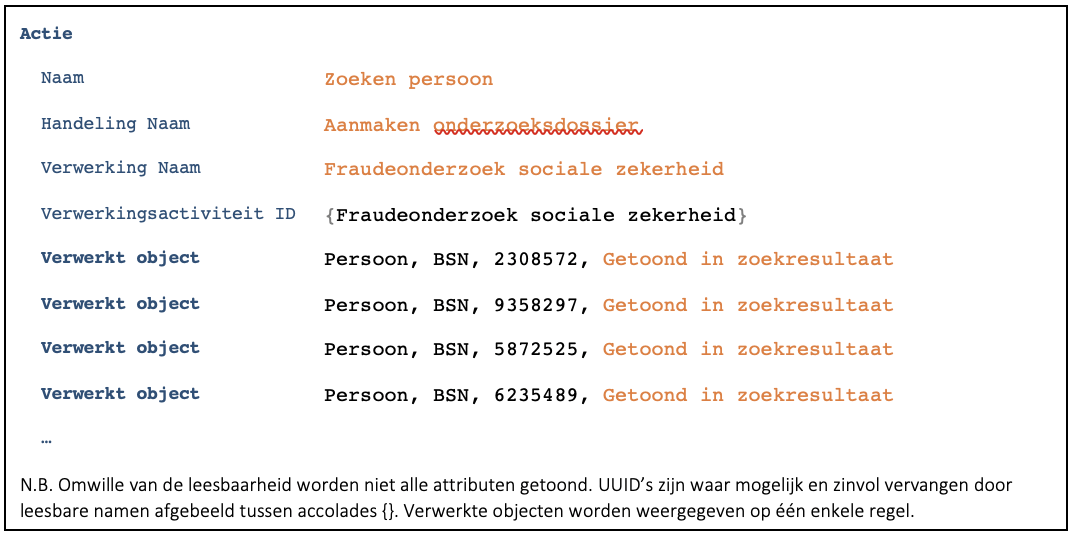 Actie
Naam Zoeken persoon
Handeling Naam Aanmaken onderzoeksdossier
Verwerking Naam Fraudeonderzoek sociale zekerheid
Verwerkingsactiviteit ID {Fraudeonderzoek sociale zekerheid}
Verwerkt object Persoon, BSN, 2308572, Getoond in zoekresultaat
Verwerkt object Persoon, BSN, 9358297, Getoond in zoekresultaat
Verwerkt object Persoon, BSN, 5872525, Getoond in zoekresultaat
Verwerkt object Persoon, BSN, 6235489, Getoond in zoekresultaat
…
N.B. Omwille van de leesbaarheid worden niet alle attributen getoond. UUID’s zijn waar mogelijk en zinvol vervangen door
leesbare namen afgebeeld tussen accolades {}. Verwerkte objecten worden weergegeven op één enkele regel.